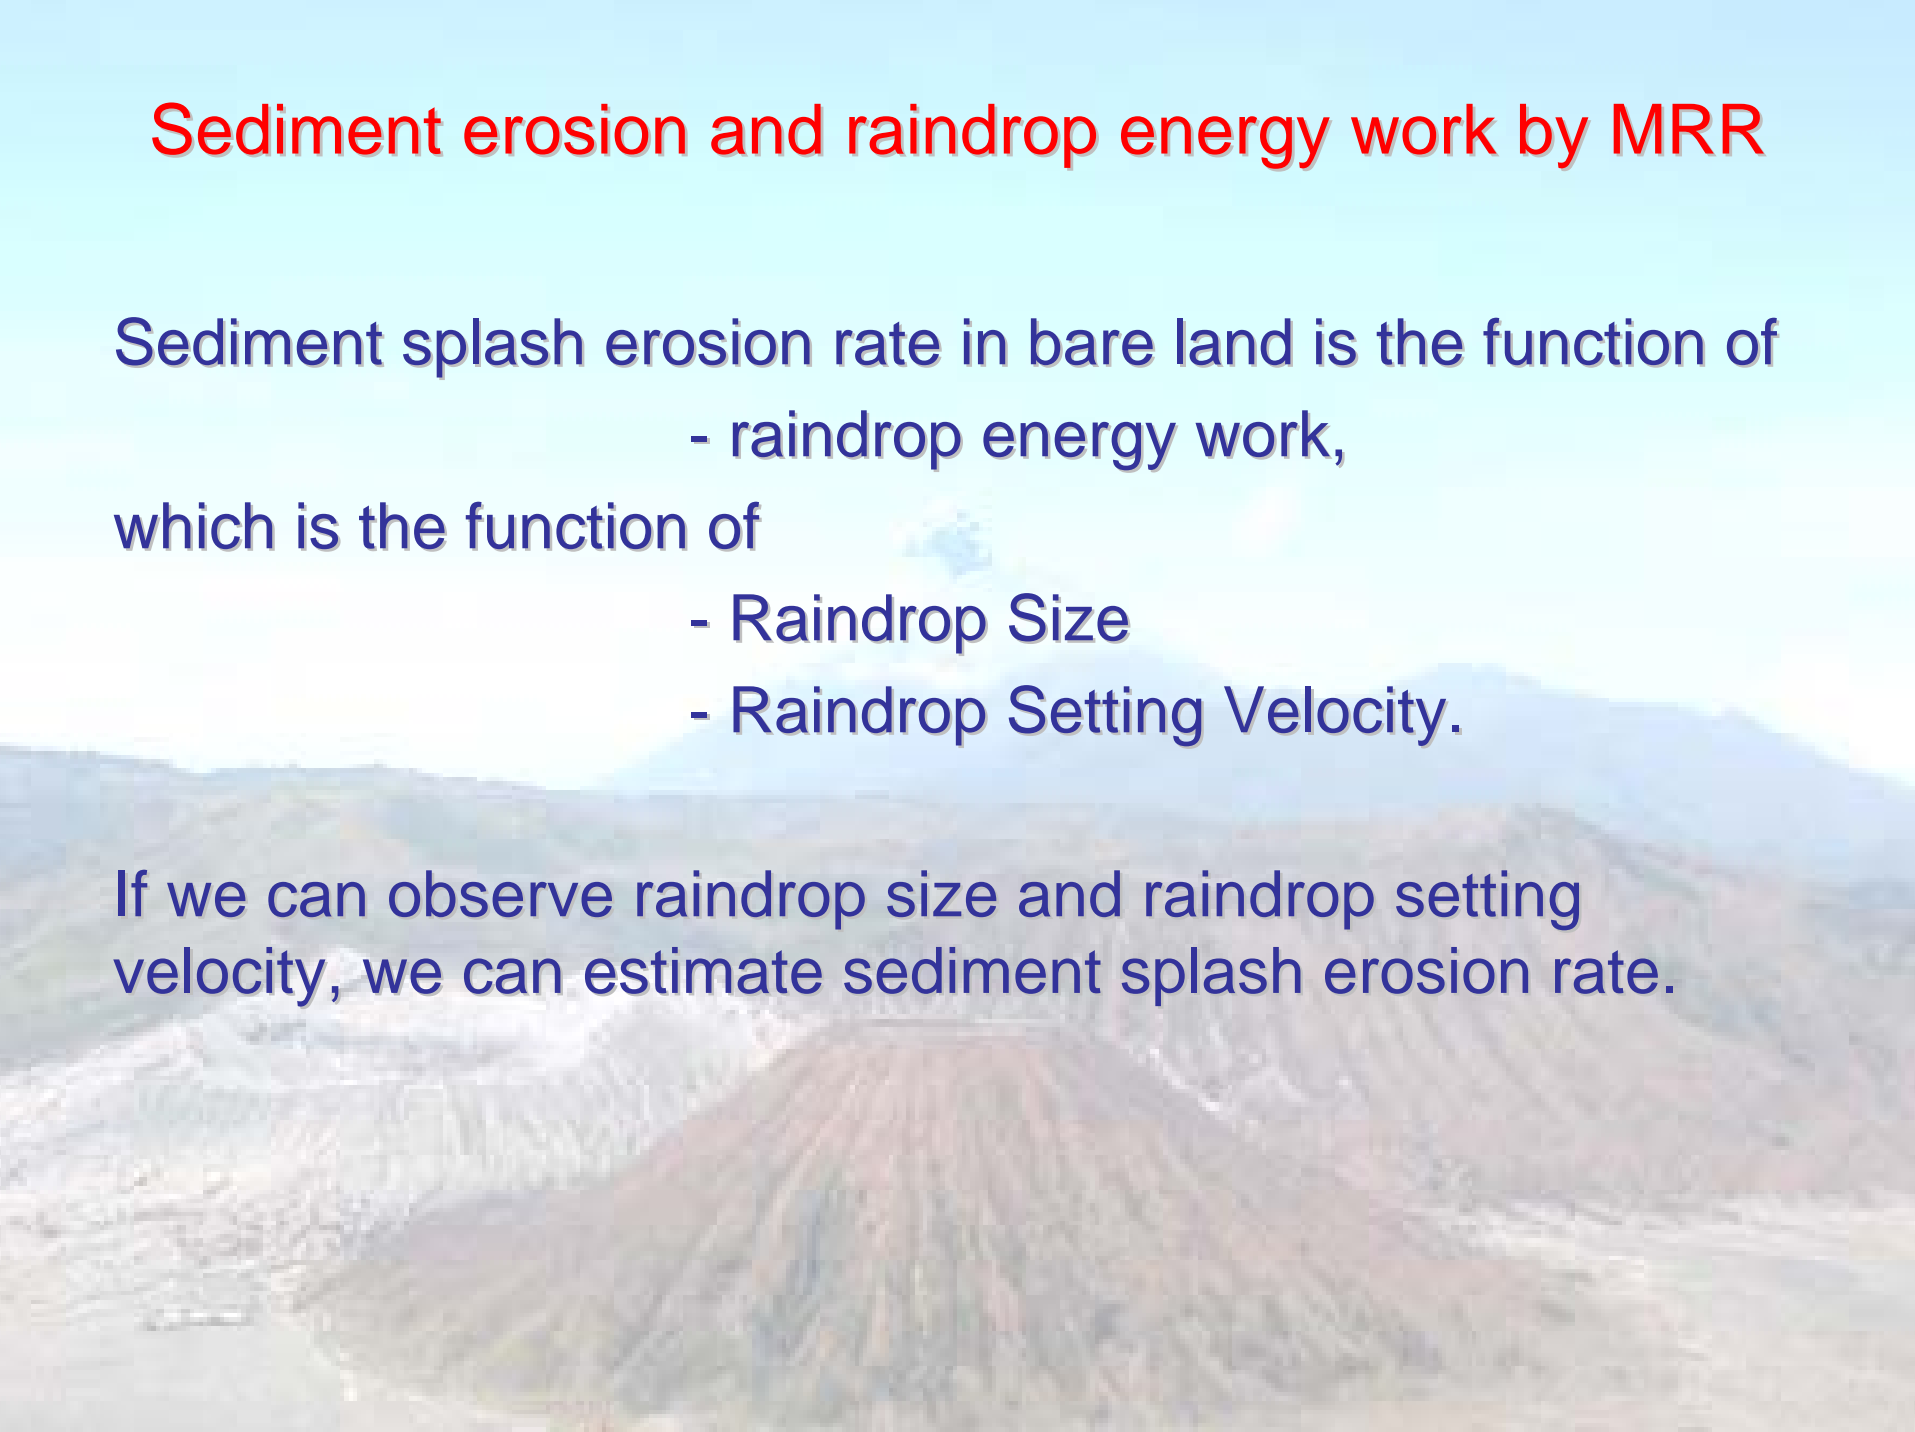 Sediment erosion and raindrop energy work by MRR
Sediment splash erosion rate in bare land is the function of
- raindrop energy work,
which is the function of
- Raindrop Size
- Raindrop Setting Velocity.
If we can observe raindrop size and raindrop setting
velocity, we can estimate sediment splash erosion rate.